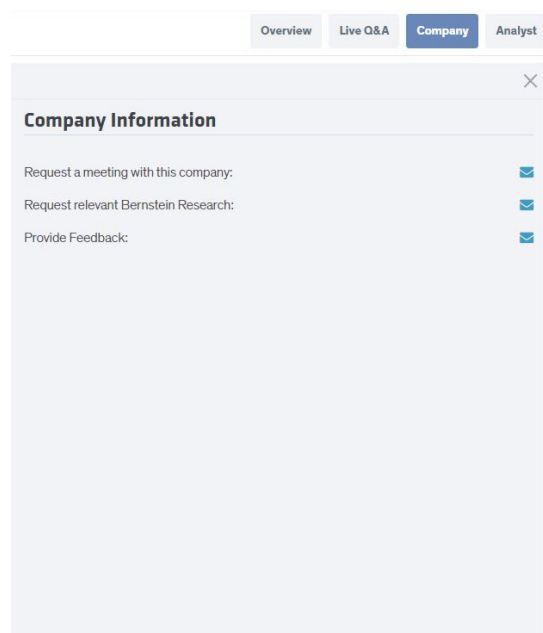 Overview Live Q&A Company Analyst
Company Information
Request a meeting with this company:
Request relevant Bernstein Research:
Provide Feedback: